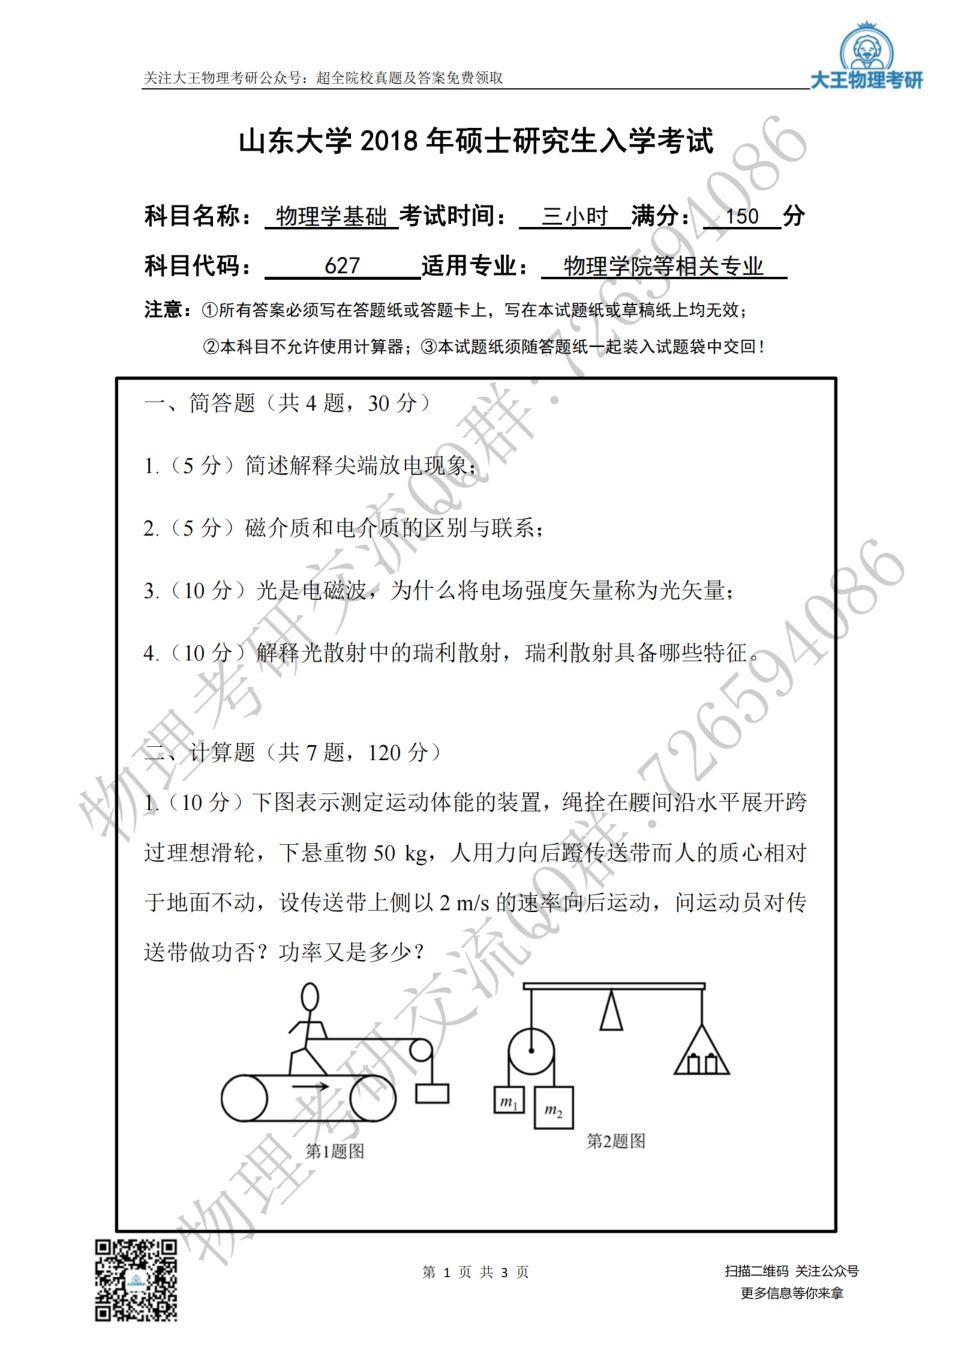 关注大王物理考研公众号：超全院校真题及答案免费领取
大王物理考研
山东大学 2018 年硕士研究生入学考试
科目名称： 物理学基础 考试时间： 三小时 满分： 150 分
科目代码： 627 适用专业： 物理学院等相关专业
注意：①所有答案必须写在答题纸或答题卡上，写在本试题纸或草稿纸上均无效；
②本科目不允许使用计算器；③本试题纸须随答题纸一起装入试题袋中交回！
一、简答题（共 4 题，30 分）
1.（5 分）简述解释尖端放电现象；
2.（5 分）磁介质和电介质的区别与联系；
3.（10 分）光是电磁波，为什么将电场强度矢量称为光矢量；
4.（10 分）解释光散射中的瑞利散射，瑞利散射具备哪些特征。
二、计算题（共 7 题，120 分）
1.（10 分）下图表示测定运动体能的装置，绳拴在腰间沿水平展开跨
过理想滑轮，下悬重物 50 kg，人用力向后蹬传送带而人的质心相对
于地面不动，设传送带上侧以 2 m/s 的速率向后运动，问运动员对传
送带做功否？功率又是多少？
m1
m2
第1题图
第2题图
物理考研交流QQ群：726594086
物理考研交流QQ群：726594086
大王物理考研
第 1 页 共 3 页
扫描二维码 关注公众号
更多信息等你来拿